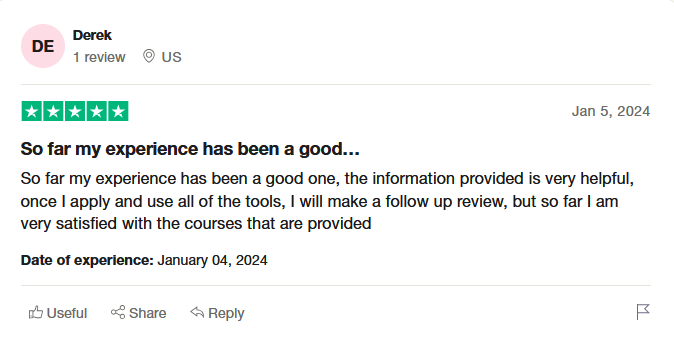 DE
Derek
1 review
US
Jan 5, 2024
So far my experience has been a good…
So far my experience has been a good one, the information provided is very helpful,
once I apply and use all of the tools, I will make a follow up review, but so far I am
very satisfied with the courses that are provided
Date of experience: January 04, 2024
Useful
Share
Reply